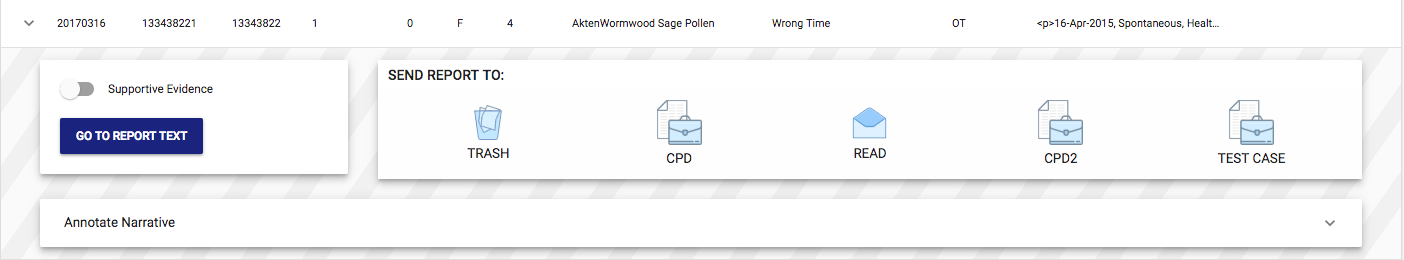 20170316 133438221 13343822 1 0 F 4 AktenWormwood Sage Pollen Wrong Time OT <p>16-Apr-2015, Spontaneous, Healt...
Supportive Evidence
GO TO REPORT TEXT
SEND REPORT TO:
TRASH CPD READ CPD2 TEST CASE
Annotate Narrative